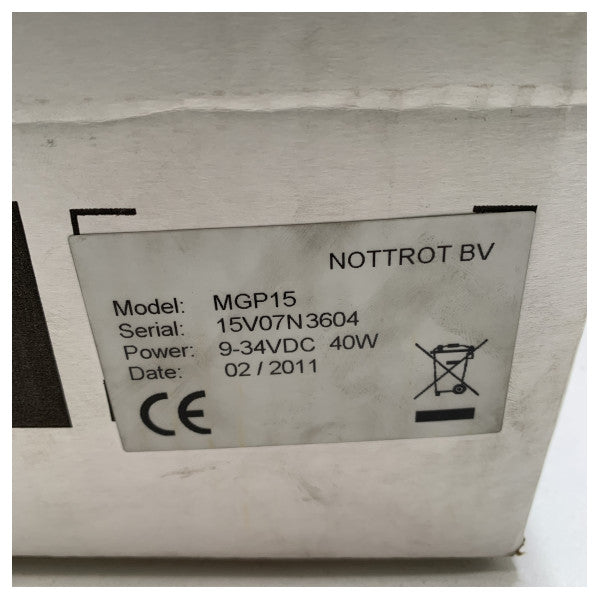 NOTTROT BV
Model: MGP15
Serial: 15V07N3604
Power: 9-34VDC 40W
Date: 02 / 2011
CE